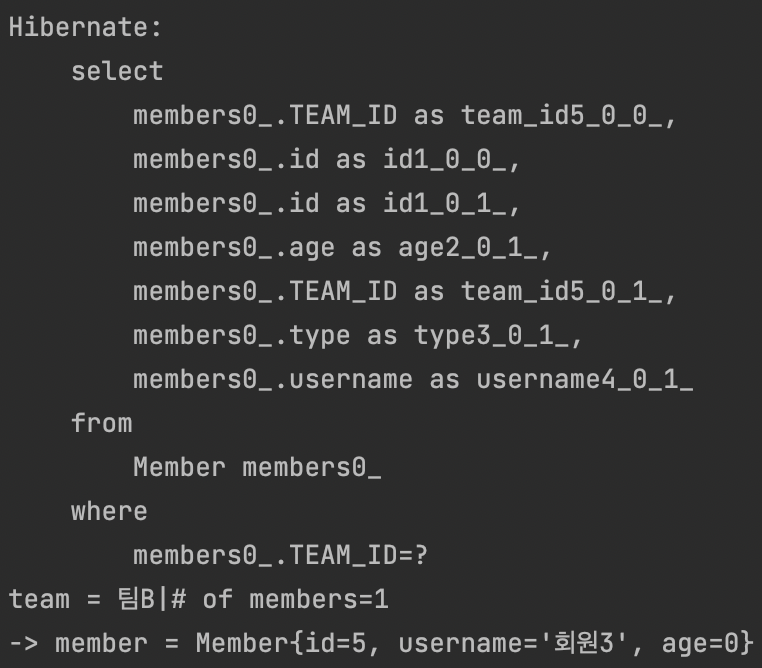 Hibernate:
    select
        members0_.TEAM_ID as team_id5_0_0_,
        members0_.id as id1_0_0_,
        members0_.id as id1_0_1_,
        members0_.age as age2_0_1_,
        members0_.TEAM_ID as team_id5_0_1_,
        members0_.type as type3_0_1_,
        members0_.username as username4_0_1_
    from
        Member members0_
    where
        members0_.TEAM_ID=?
team = 팀B|# of members=1
-> member = Member{id=5, username='회원3', age=0}